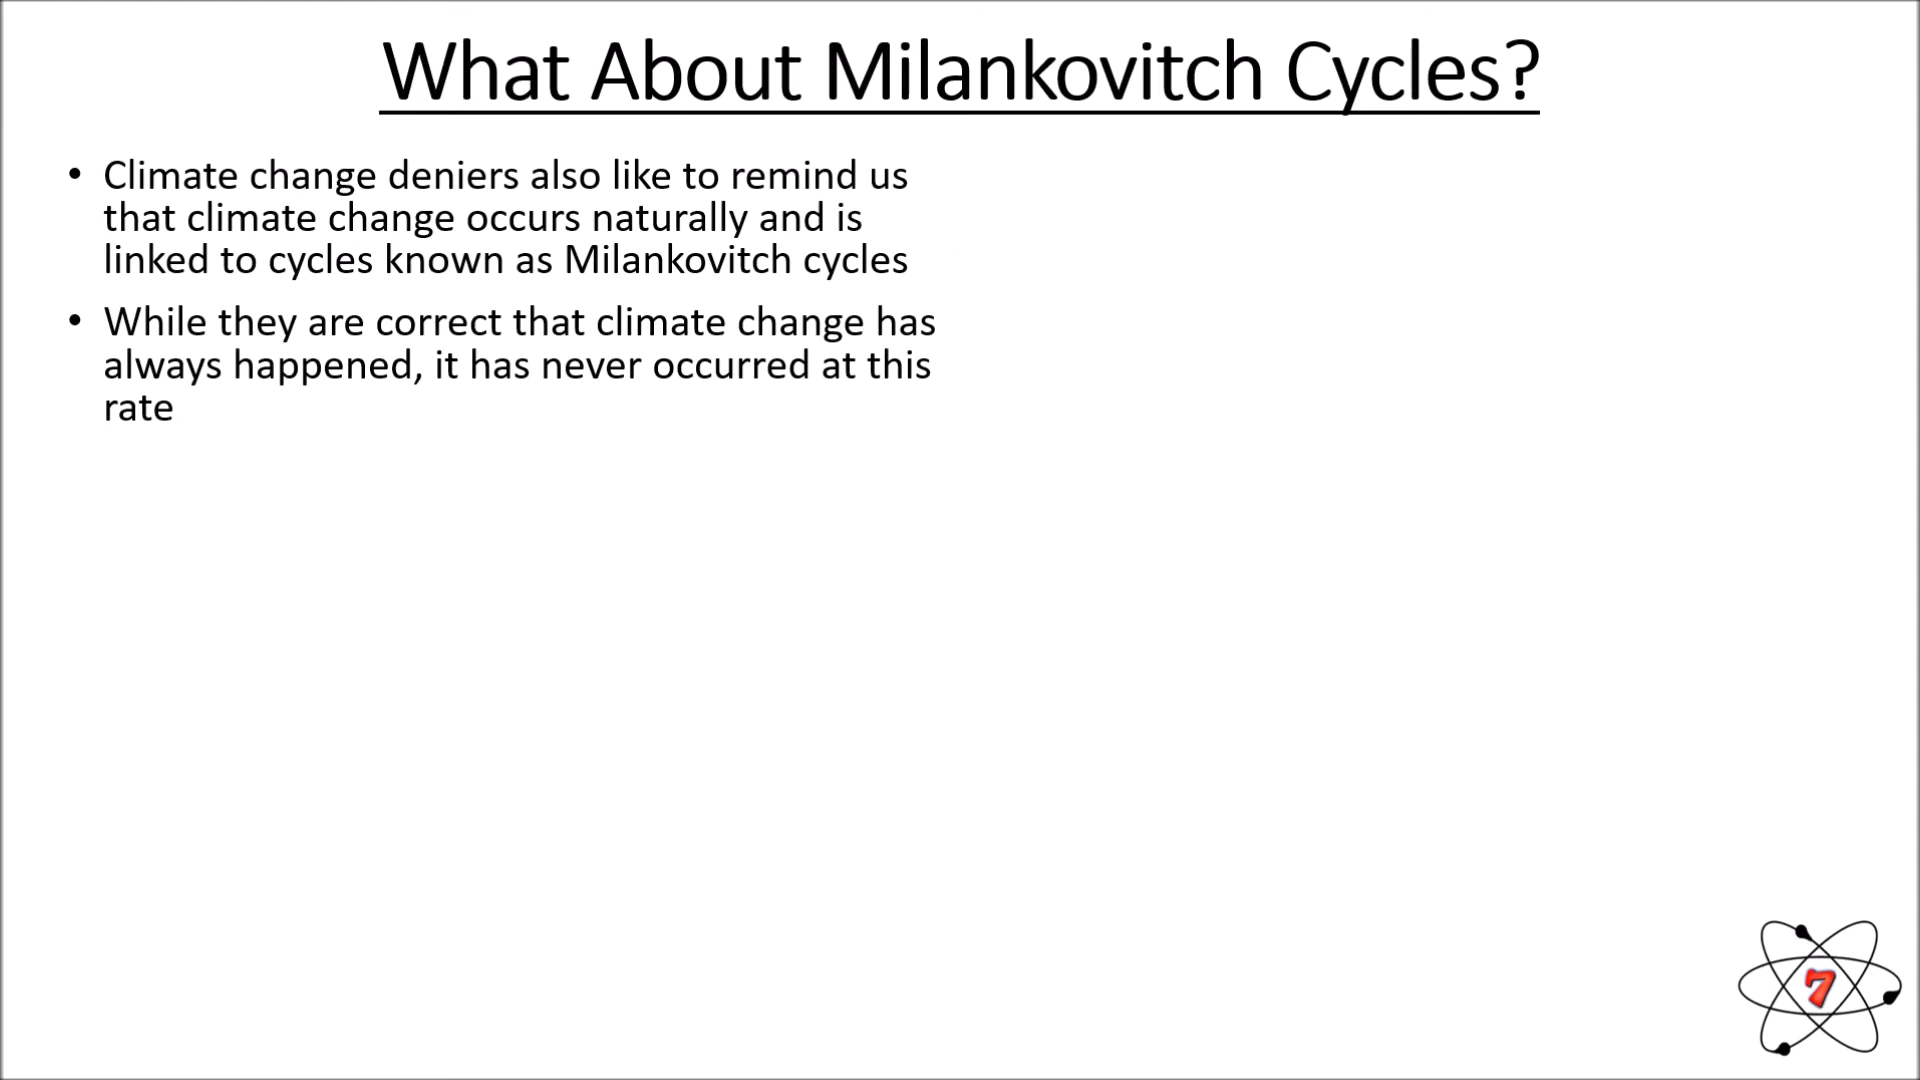 What About Milankovitch Cycles?
• Climate change deniers also like to remind us
that climate change occurs naturally and is
linked to cycles known as Milankovitch cycles
• While they are correct that climate change has
always happened, it has never occurred at this
rate
7